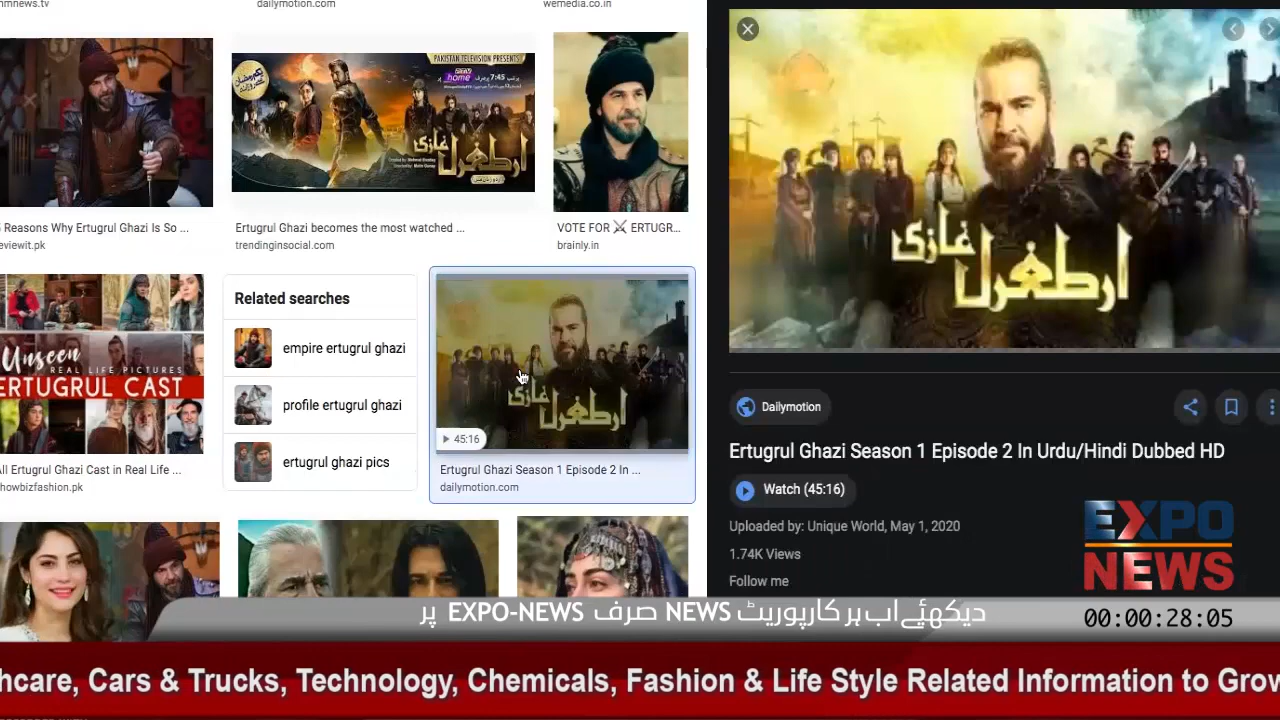 mnews.tv
dailymotion.com
wemedia.co.in
PAKISTAN TELEVISION PRESENTS
home
7:45
ارطغرل غازی
Reasons Why Ertugrul Ghazi Is So ...
eviewit.pk
Ertugrul Ghazi becomes the most watched ...
trendinginsocial.com
VOTE FOR ⚔ ERTUGR...
brainly.in
Unseen
REAL LIFE PICTURES
ERTUGRUL CAST
All Ertugrul Ghazi Cast in Real Life ...
howbizfashion.pk
Related searches
empire ertugrul ghazi
profile ertugrul ghazi
ertugrul ghazi pics
ارطغرل غازی
45:16
Ertugrul Ghazi Season 1 Episode 2 In ...
dailymotion.com
ارطغرل غازی
Dailymotion
Ertugrul Ghazi Season 1 Episode 2 In Urdu/Hindi Dubbed HD
Watch (45:16)
Uploaded by: Unique World, May 1, 2020
1.74K Views
Follow me
EXPO
NEWS
00:00:28:05
دیکھئے اب ہر کارپوریٹ NEWS صرف EXPO-NEWS پر
hcare, Cars & Trucks, Technology, Chemicals, Fashion & Life Style Related Information to Grow